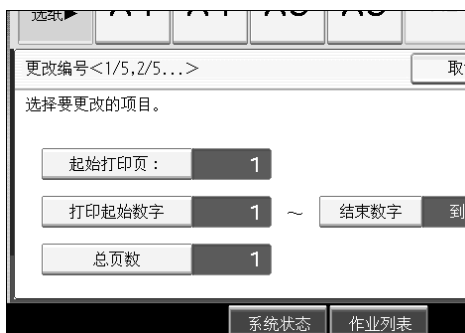 选纸▶
更改编号<1/5,2/5...> 取
选择要更改的项目。
起始打印页： 1
打印起始数字 1 ～ 结束数字 到
总页数 1
系统状态 作业列表